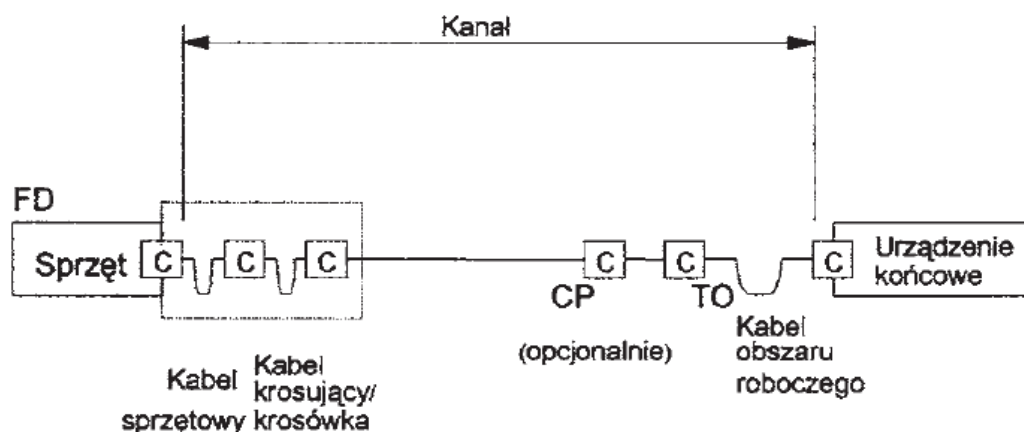 Kanał
FD
Sprzęt
C
C
C
C
C
C
Urządzenie
końcowe
CP
TO
(opcjonalnie)
Kabel
obszaru
roboczego
Kabel
sprzętowy
Kabel
krosujący/
krosówka